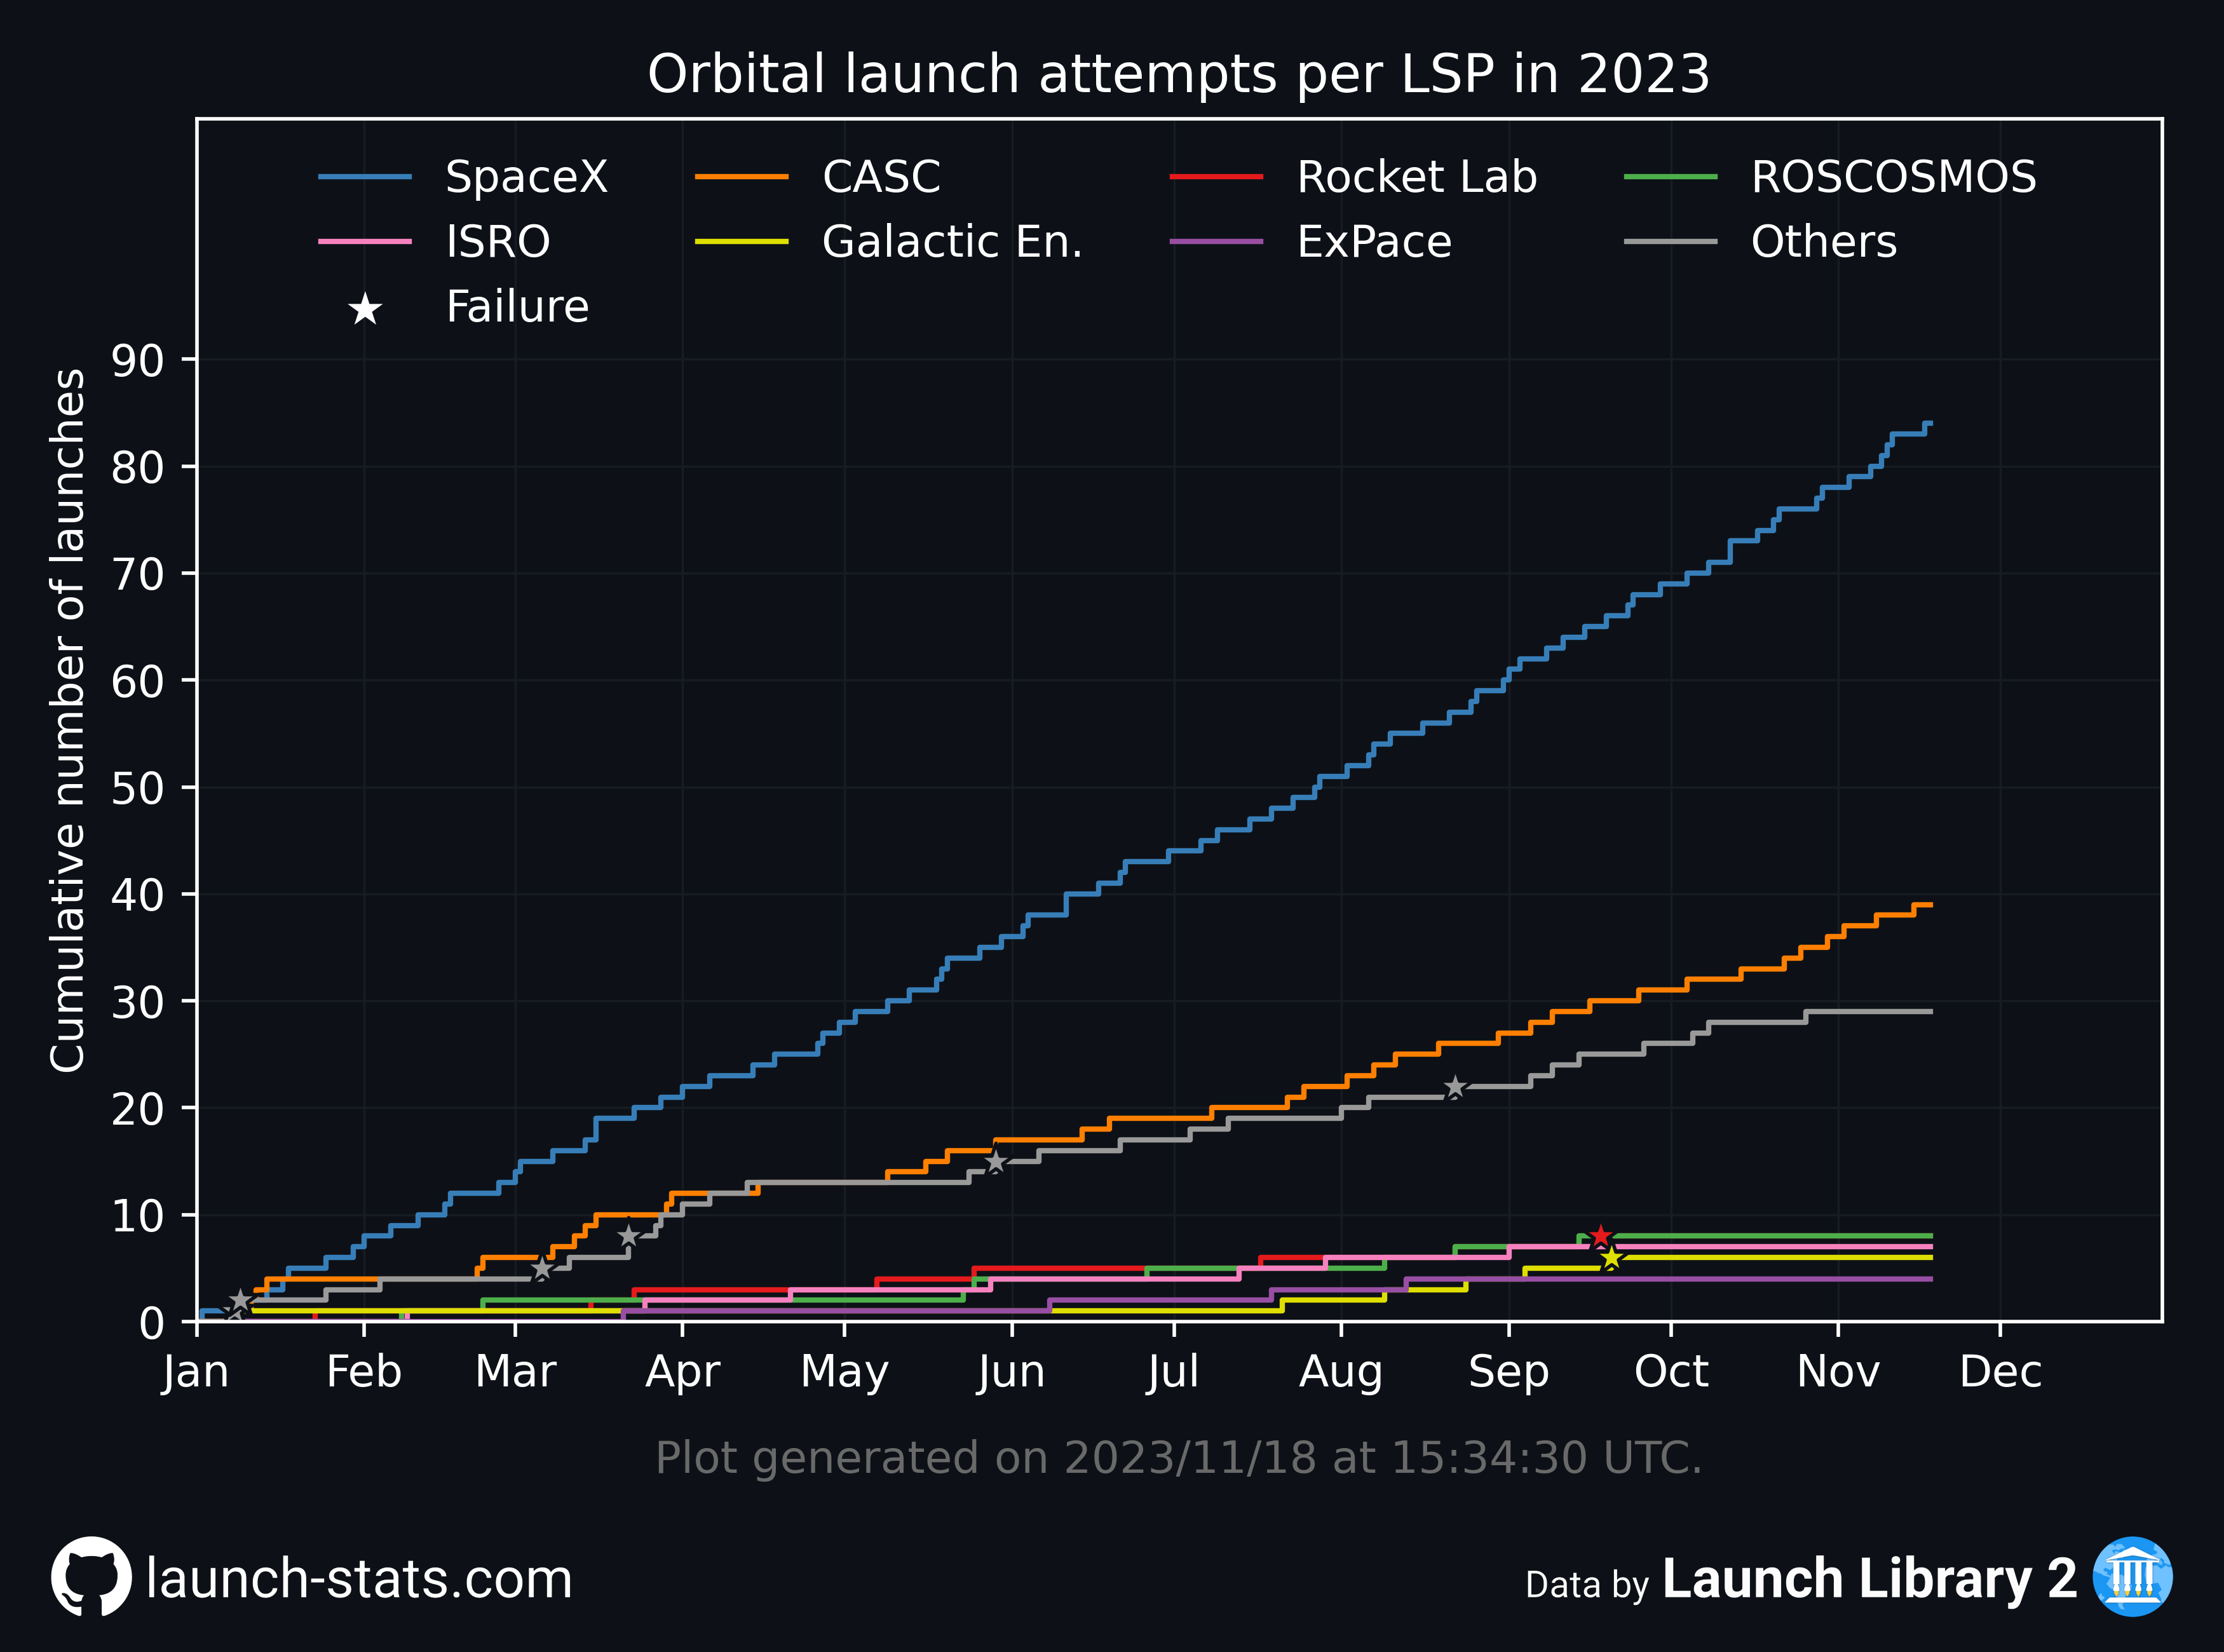 Orbital launch attempts per LSP in 2023
SpaceX CASC Rocket Lab ROSCOSMOS
ISRO Galactic En. ExPace Others
★ Failure
Cumulative number of launches
90
80
70
60
50
40
30
20
10
0
Jan Feb Mar Apr May Jun Jul Aug Sep Oct Nov Dec
Plot generated on 2023/11/18 at 15:34:30 UTC.
launch-stats.com
Data by Launch Library 2